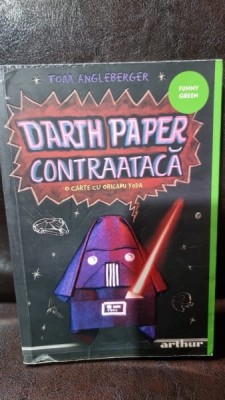 TOM ANGLEBERGER
FUNNY
GREEN
DARTH PAPER
CONTRAATACĂ
O CARTE CU ORIGAMI YODA
arthur